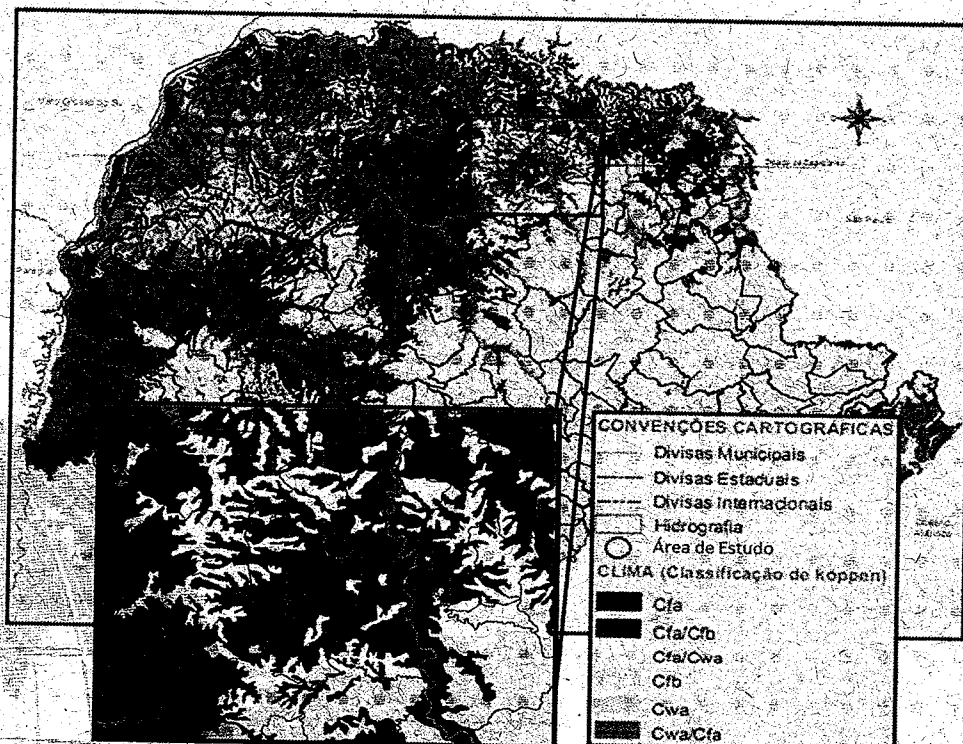 CONVENÇÕES CARTOGRÁFICAS
Divisas Municipais
Divisas Estaduais
Divisas Internacionais
Hidrografia
Área de Estudo
CLIMA (Classificação de koppen)
Cfa
Cfa/Cfb
Cfa/Cwa
Cfb
Cwa
Cwa/Cfa